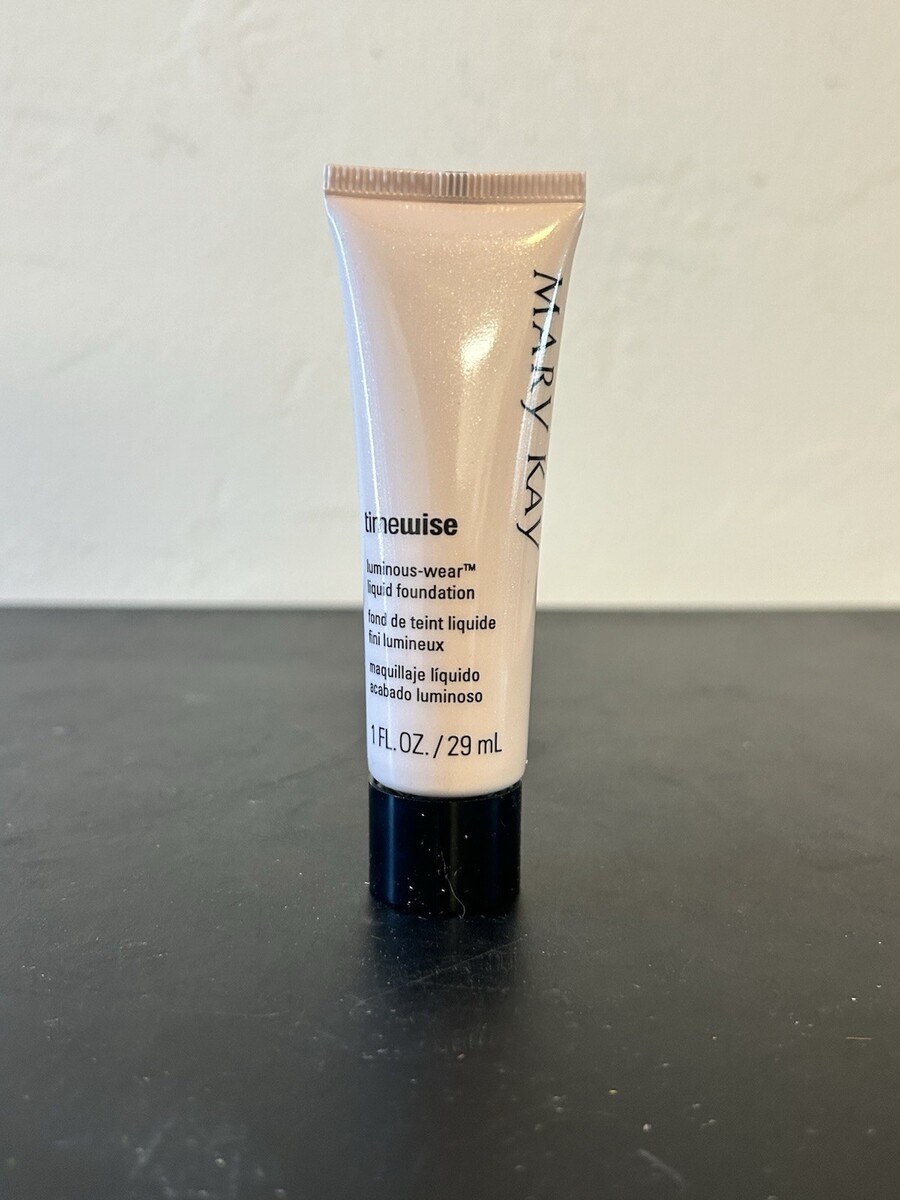 MARY KAY
timewise
luminous-wear™
liquid foundation
fond de teint liquide
fini lumineux
maquillaje líquido
acabado luminoso
1 FL. OZ. / 29 mL